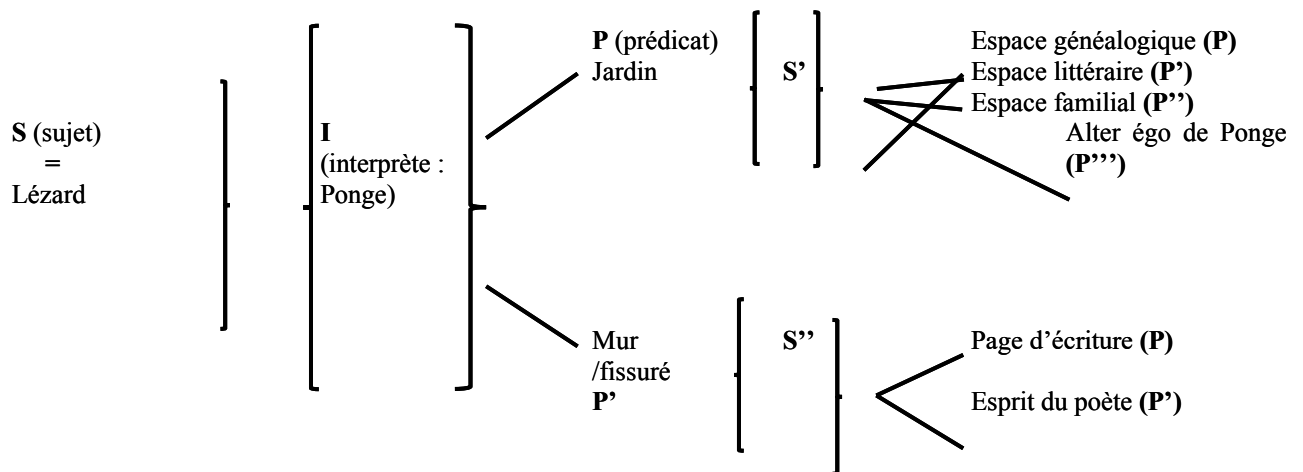 S (sujet)
=
Lézard
I
(interprète :
Ponge)
P (prédicat)
Jardin
S’
Espace généalogique (P)
Espace littéraire (P’)
Espace familial (P’’)
Alter égo de Ponge
(P’’’)
Mur
/fissuré
P’
S’’
Page d’écriture (P)
Esprit du poète (P’)